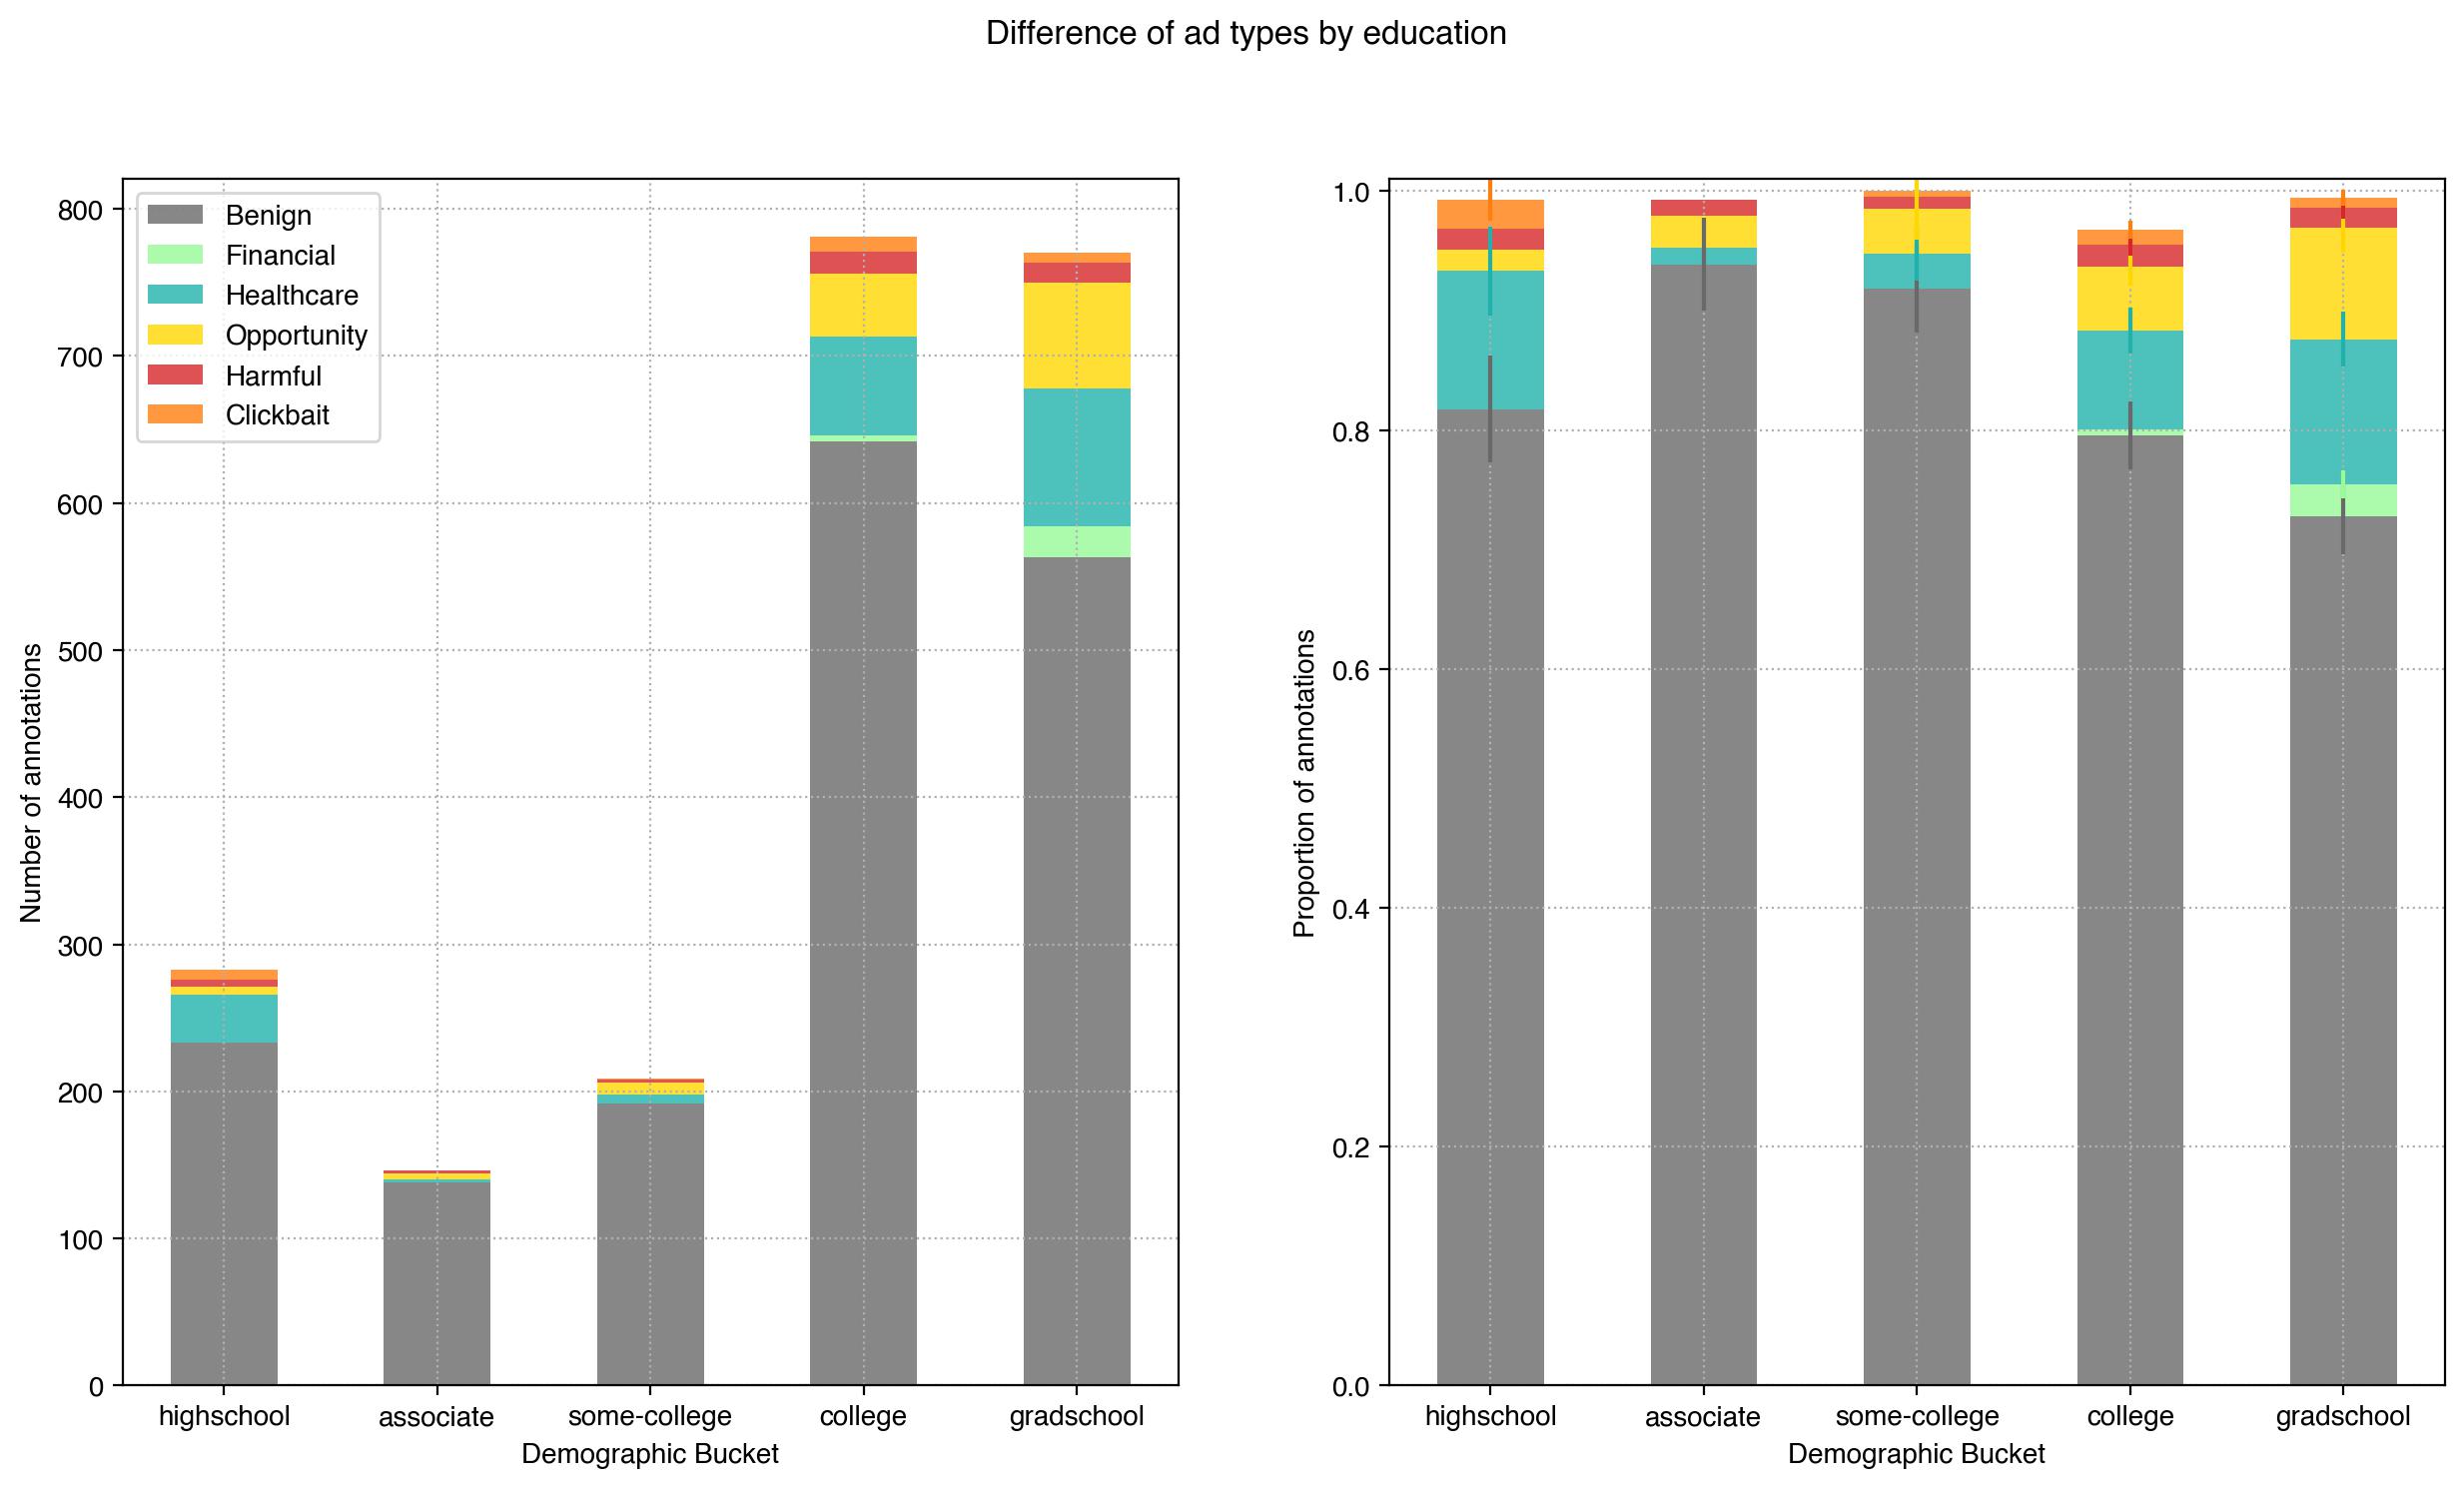 Difference of ad types by education
Benign
Financial
Healthcare
Opportunity
Harmful
Clickbait
Number of annotations
800
700
600
500
400
300
200
100
0
highschool associate some-college college gradschool
Demographic Bucket
Proportion of annotations
1.0
0.8
0.6
0.4
0.2
0.0
highschool associate some-college college gradschool
Demographic Bucket